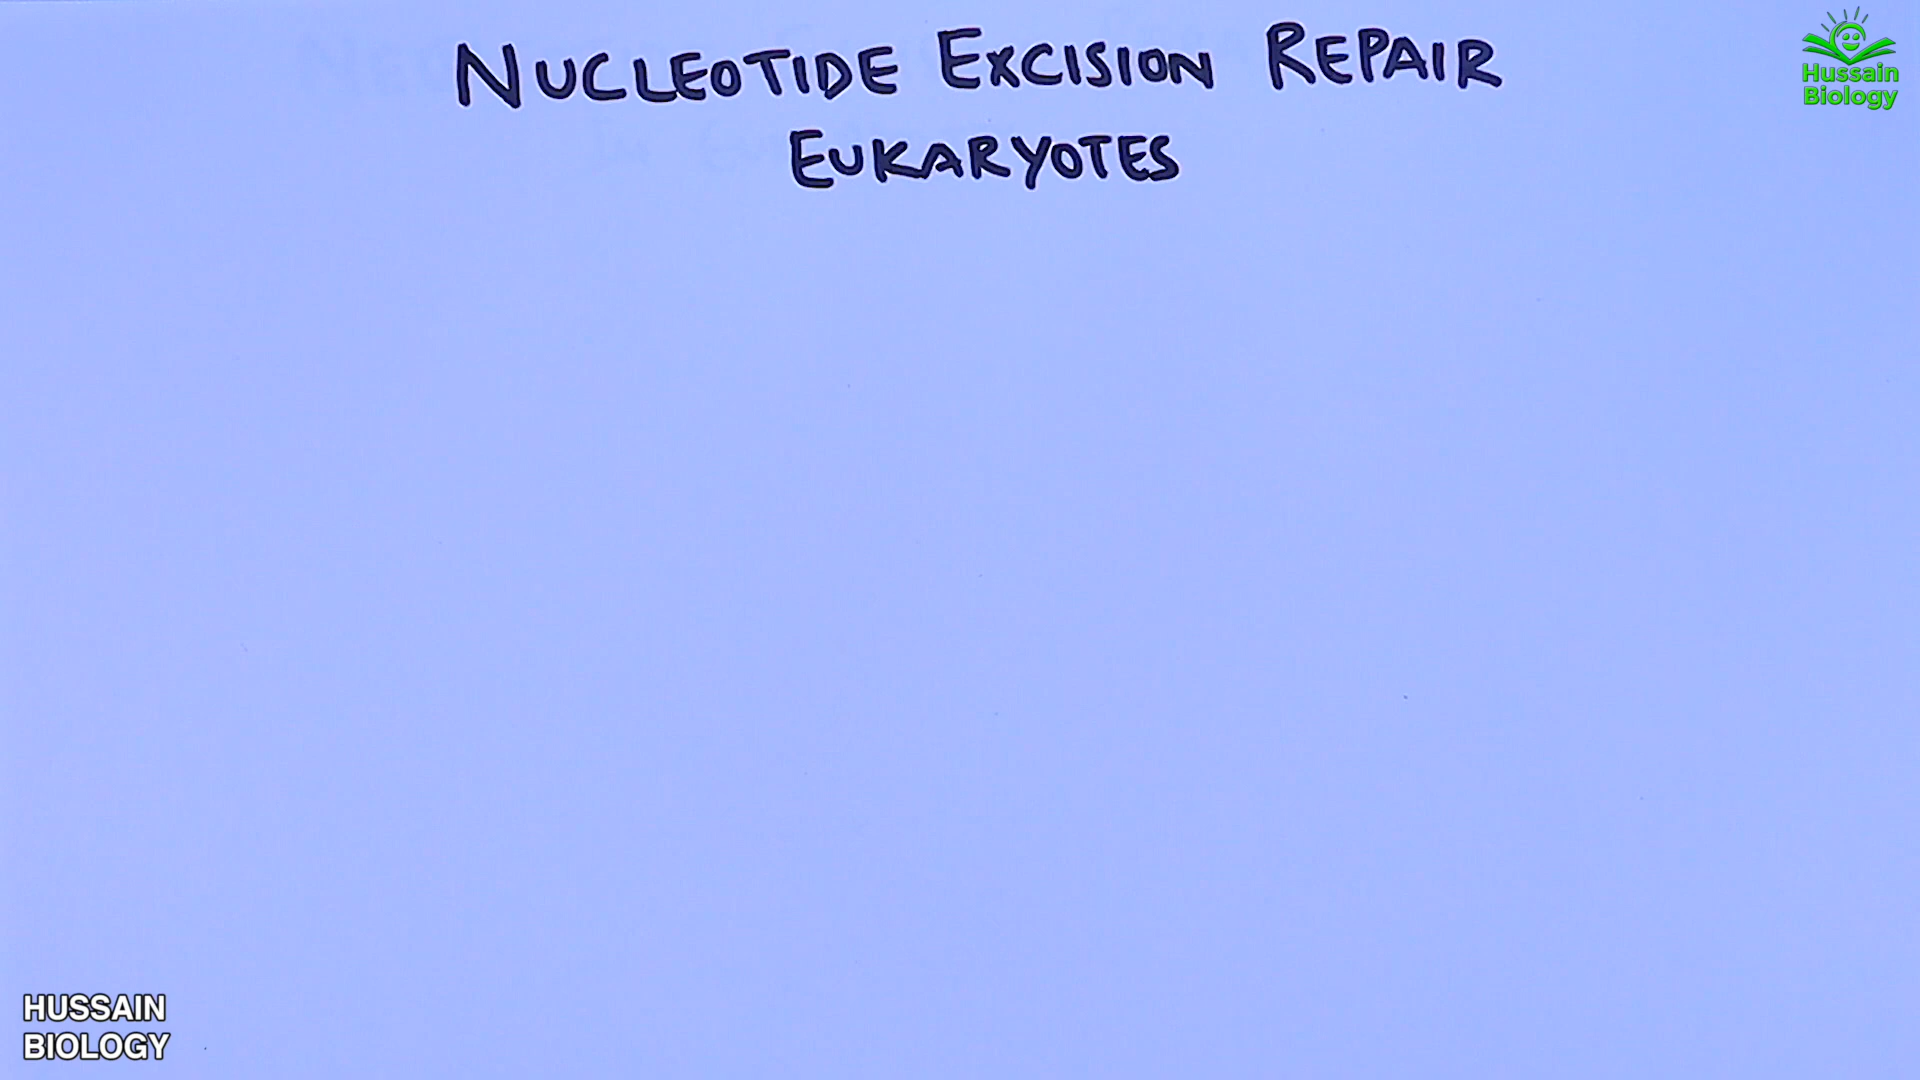 NUCLEOTIDE EXCISION REPAIR
EUKARYOTES
Hussain
Biology
HUSSAIN
BIOLOGY